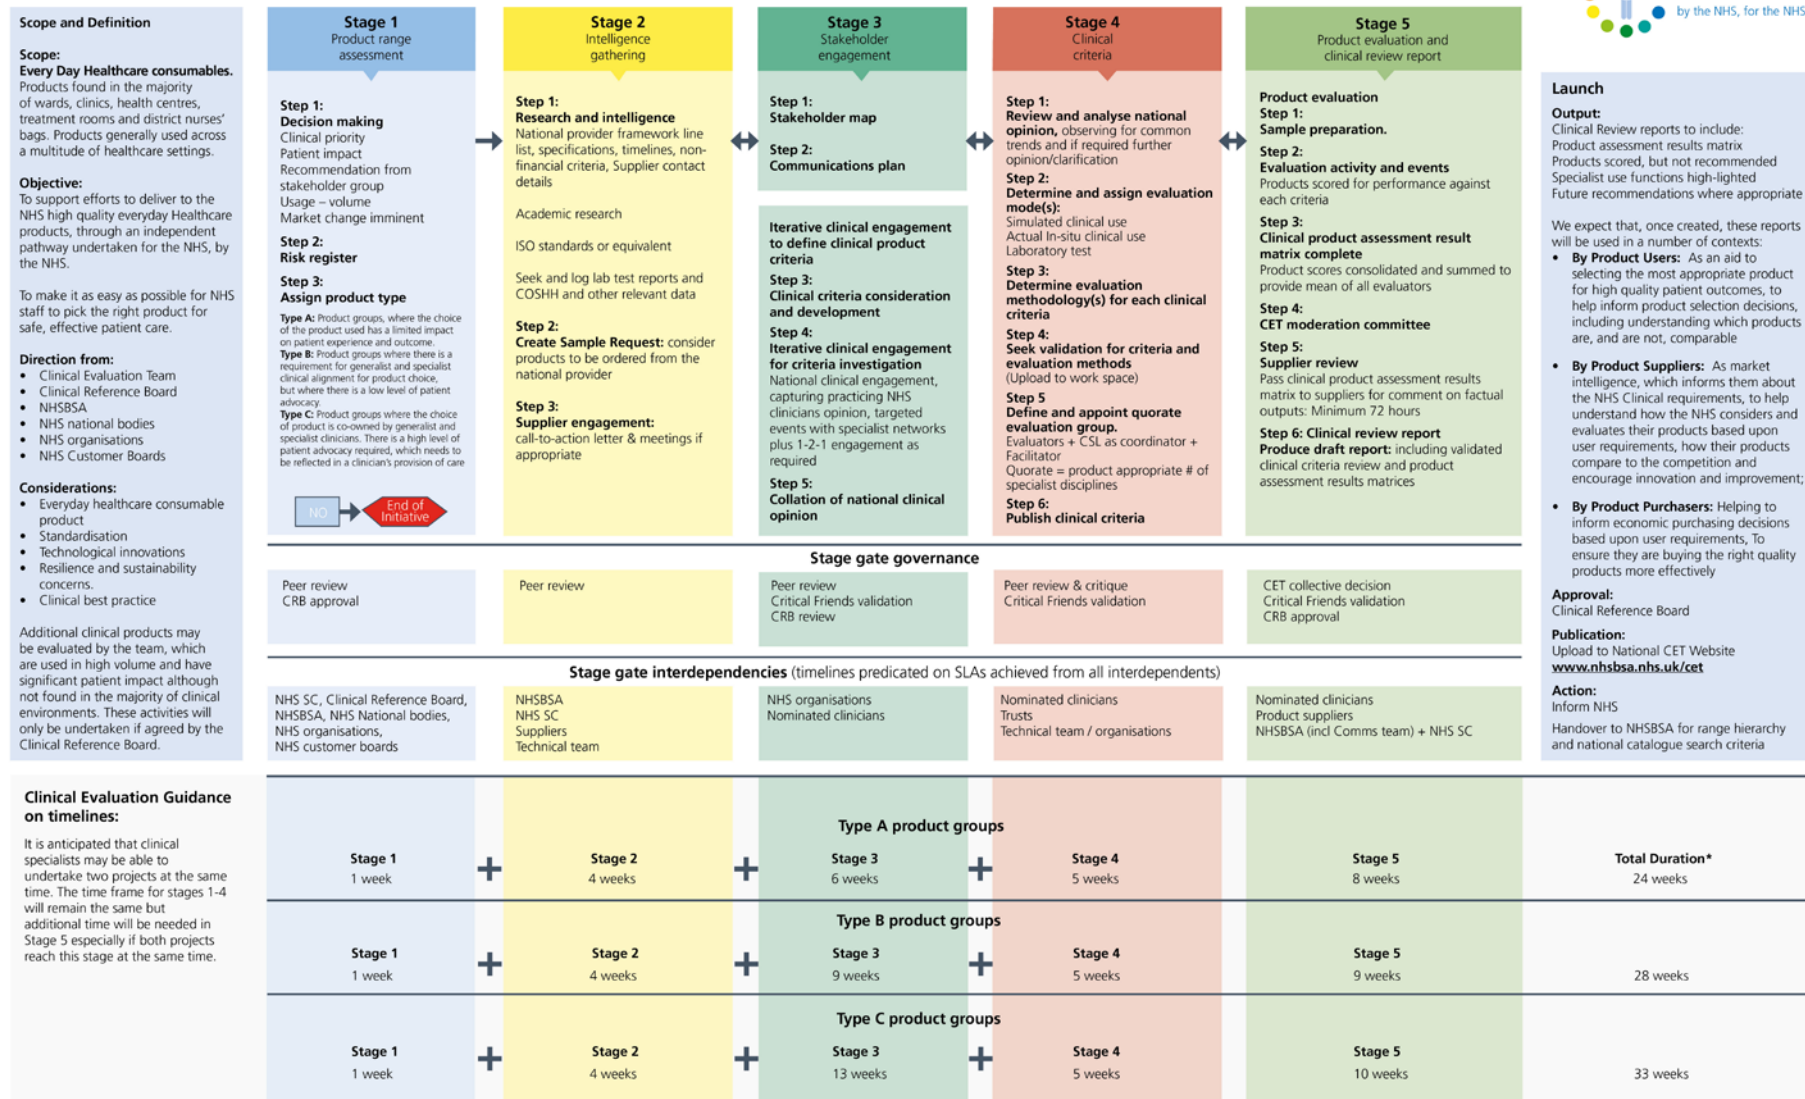 Scope and Definition
Scope:
Every Day Healthcare consumables.
Products found in the majority
of wards, clinics, health centres,
treatment rooms and district nurses'
bags. Products generally used across
a multitude of healthcare settings.
Objective:
To support efforts to deliver to the
NHS high quality everyday Healthcare
products, through an independent
pathway undertaken for the NHS, by
the NHS.
To make it as easy as possible for NHS
staff to pick the right product for
safe, effective patient care.
Direction from:
• Clinical Evaluation Team
• Clinical Reference Board
• NHSBSA
• NHS national bodies
• NHS organisations
• NHS Customer Boards
Considerations:
• Everyday healthcare consumable
product
• Standardisation
• Technological innovations
• Resilience and sustainability
concerns.
• Clinical best practice
Additional clinical products may
be evaluated by the team, which
are used in high volume and have
significant patient impact although
not found in the majority of clinical
environments. These activities will
only be undertaken if agreed by the
Clinical Reference Board.
Stage 1
Product range
assessment
Step 1:
Decision making
Clinical priority
Patient impact
Recommendation from
stakeholder group
Usage – volume
Market change imminent
Step 2:
Risk register
Step 3:
Assign product type
Type A: Product groups, where the choice
of the product used has a limited impact
on patient experience and outcome.
Type B: Product groups where there is a
requirement for generalist and specialist
clinical alignment for product choice,
but where there is a low level of patient
advocacy.
Type C: Product groups where the choice
of product is co-owned by generalist and
specialist clinicians. There is a high level of
patient advocacy required, which needs to
be reflected in a clinician's provision of care
NO
End of
Initiative
Stage 2
Intelligence
gathering
Step 1:
Research and intelligence
National provider framework line
list, specifications, timelines, non-
financial criteria, Supplier contact
details
Academic research
ISO standards or equivalent
Seek and log lab test reports and
COSHH and other relevant data
Step 2:
Create Sample Request: consider
products to be ordered from the
national provider
Step 3:
Supplier engagement:
call-to-action letter & meetings if
appropriate
Stage 3
Stakeholder
engagement
Step 1:
Stakeholder map
Step 2:
Communications plan
Iterative clinical engagement
to define clinical product
criteria
Step 3:
Clinical criteria consideration
and development
Step 4:
Iterative clinical engagement
for criteria investigation
National clinical engagement,
capturing practicing NHS
clinicians opinion, targeted
events with specialist networks
plus 1-2-1 engagement as
required
Step 5:
Collation of national clinical
opinion
Stage 4
Clinical
criteria
Step 1:
Review and analyse national
opinion, observing for common
trends and if required further
opinion/clarification
Step 2:
Determine and assign evaluation
mode(s):
Simulated clinical use
Actual In-situ clinical use
Laboratory test
Step 3:
Determine evaluation
methodology(s) for each clinical
criteria
Step 4:
Seek validation for criteria and
evaluation methods
(Upload to work space)
Step 5
Define and appoint quorate
evaluation group.
Evaluators + CSL as coordinator +
Facilitator
Quorate = product appropriate # of
specialist disciplines
Step 6:
Publish clinical criteria
Stage 5
Product evaluation and
clinical review report
Product evaluation
Step 1:
Sample preparation.
Step 2:
Evaluation activity and events
Products scored for performance against
each criteria
Step 3:
Clinical product assessment result
matrix complete
Product scores consolidated and summed to
provide mean of all evaluators
Step 4:
CET moderation committee
Step 5:
Supplier review
Pass clinical product assessment results
matrix to suppliers for comment on factual
outputs: Minimum 72 hours
Step 6: Clinical review report
Produce draft report: including validated
clinical criteria review and product
assessment results matrices
by the NHS, for the NHS
Launch
Output:
Clinical Review reports to include:
Product assessment results matrix
Products scored, but not recommended
Specialist use functions high-lighted
Future recommendations where appropriate
We expect that, once created, these reports
will be used in a number of contexts:
• By Product Users: As an aid to
selecting the most appropriate product
for high quality patient outcomes, to
help inform product selection decisions,
including understanding which products
are, and are not, comparable
• By Product Suppliers: As market
intelligence, which informs them about
the NHS Clinical requirements, to help
understand how the NHS considers and
evaluates their products based upon
user requirements, how their products
compare to the competition and
encourage innovation and improvement;
• By Product Purchasers: Helping to
inform economic purchasing decisions
based upon user requirements, To
ensure they are buying the right quality
products more effectively
Approval:
Clinical Reference Board
Publication:
Upload to National CET Website
www.nhsbsa.nhs.uk/cet
Action:
Inform NHS
Handover to NHSBSA for range hierarchy
and national catalogue search criteria
Stage gate governance
Peer review
CRB approval
Peer review
Peer review
Critical Friends validation
CRB review
Peer review & critique
Critical Friends validation
CET collective decision
Critical Friends validation
CRB approval
Stage gate interdependencies (timelines predicated on SLAs achieved from all interdependents)
NHS SC, Clinical Reference Board,
NHSBSA, NHS National bodies,
NHS organisations,
NHS customer boards
NHSBSA
NHS SC
Suppliers
Technical team
NHS organisations
Nominated clinicians
Nominated clinicians
Trusts
Technical team / organisations
Nominated clinicians
Product suppliers
NHSBSA (incl Comms team) + NHS SC
Clinical Evaluation Guidance
on timelines:
It is anticipated that clinical
specialists may be able to
undertake two projects at the same
time. The time frame for stages 1-4
will remain the same but
additional time will be needed in
Stage 5 especially if both projects
reach this stage at the same time.
Type A product groups
Stage 1 + Stage 2 + Stage 3 + Stage 4 Stage 5 Total Duration*
1 week 4 weeks 6 weeks 5 weeks 8 weeks 24 weeks
Type B product groups
Stage 1 + Stage 2 + Stage 3 + Stage 4 Stage 5
1 week 4 weeks 9 weeks 5 weeks 9 weeks 28 weeks
Type C product groups
Stage 1 + Stage 2 + Stage 3 + Stage 4 Stage 5
1 week 4 weeks 13 weeks 5 weeks 10 weeks 33 weeks